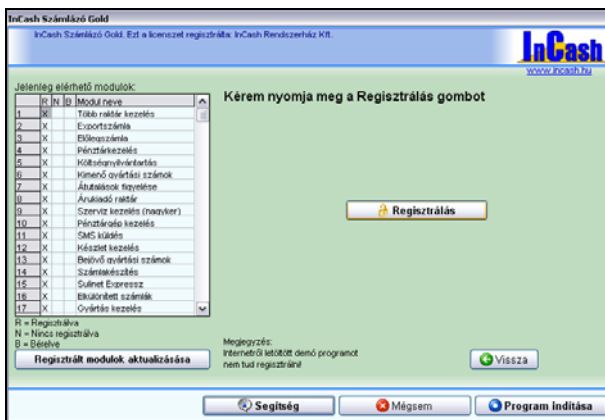 InCash Számlázó Gold
InCash Számlázó Gold. Ezt a licenszet regisztrálta: InCash Rendszerház Kft.
InCash
www.incash.hu
Jelenleg elérhető modulok:
R N B Modul neve
1 X Több raktár kezelés
2 X Exportszámla
3 X Előlegszámla
4 X Pénztárkezelés
5 X Költségnyilvántartás
6 X Kimenő gyártási számok
7 X Átutalások figyelése
8 X Árukiadó raktár
9 X Szerviz kezelés (nagyker)
10 X Pénztárgép kezelés
11 X SMS küldés
12 X Készlet kezelés
13 X Bejövő gyártási számok
14 X Számlakészítés
15 X Sulinet Expressz
16 X Elkülönített számlák
17 X Gyártás kezelés
R = Regisztrálva
N = Nincs regisztrálva
B = Bérelve
Regisztrált modulok aktualizásása
Kérem nyomja meg a Regisztrálás gombot
Regisztrálás
Megjegyzés:
Internetről letöltött demó programot
nem tud regisztrálni!
Vissza
Segítség
Mégsem
Program indítása